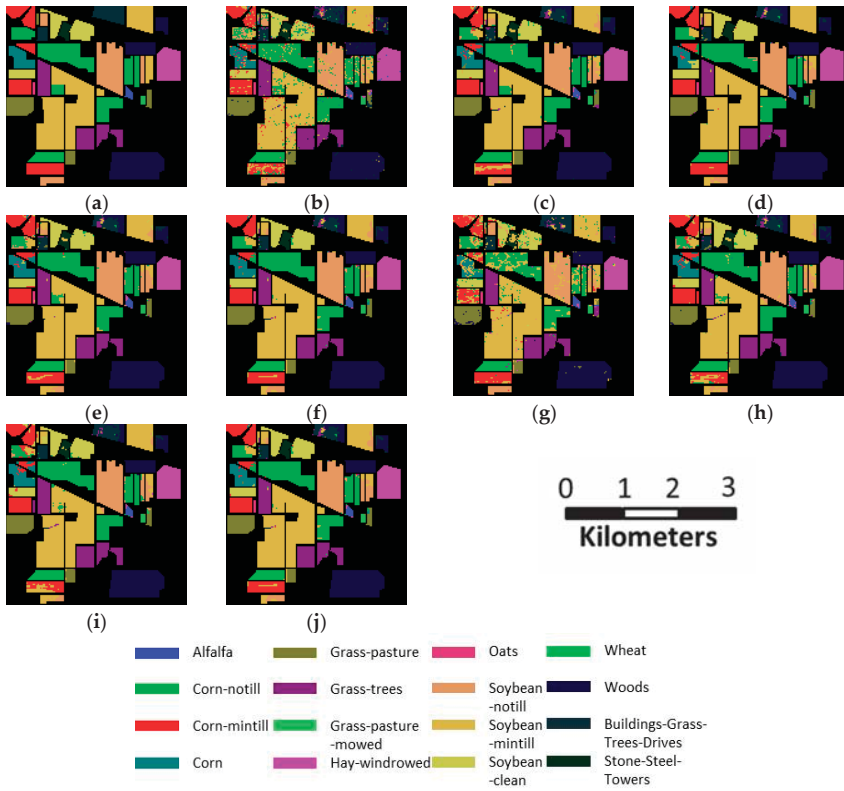 (a) (b) (c) (d)
(e) (f) (g) (h)
0 1 2 3
Kilometers
(i) (j)
Alfalfa Grass-pasture Oats Wheat
Corn-notill Grass-trees Soybean Woods
-notill
Corn-mintill Grass-pasture Soybean Buildings-Grass-
-mowed -mintill Trees-Drives
Corn Hay-windrowed Soybean Stone-Steel-
-clean Towers